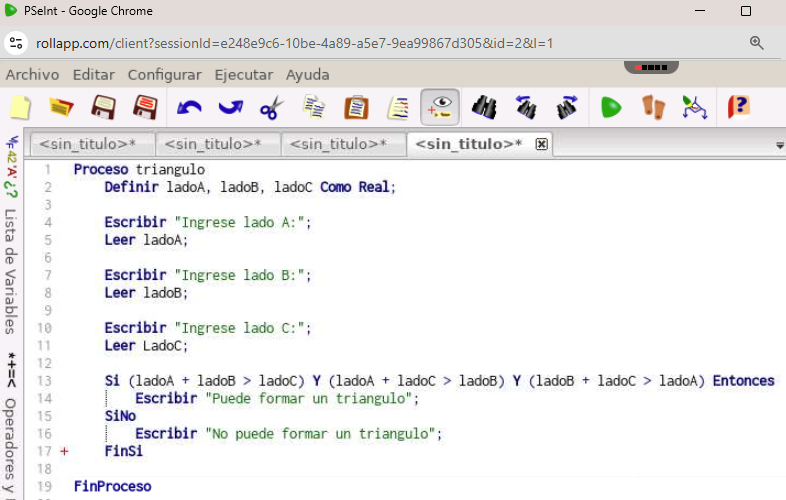 PSeInt - Google Chrome
rollapp.com/client?sessionId=e248e9c6-10be-4a89-a5e7-9ea99867d305&id=2&l=1
Archivo Editar Configurar Ejecutar Ayuda
<sin_titulo>* <sin_titulo>* <sin_titulo>* <sin_titulo>*
1 Proceso triangulo
2 Definir ladoA, ladoB, ladoC Como Real;
3
4 Escribir "Ingrese lado A:";
5 Leer ladoA;
6
7 Escribir "Ingrese lado B:";
8 Leer ladoB;
9
10 Escribir "Ingrese lado C:";
11 Leer LadoC;
12
13 Si (ladoA + ladoB > ladoC) Y (ladoA + ladoC > ladoB) Y (ladoB + ladoC > ladoA) Entonces
14 Escribir "Puede formar un triangulo";
15 SiNo
16 Escribir "No puede formar un triangulo";
17 + FinSi
18
19 FinProceso
Lista de Variables
*+=< Operadores y